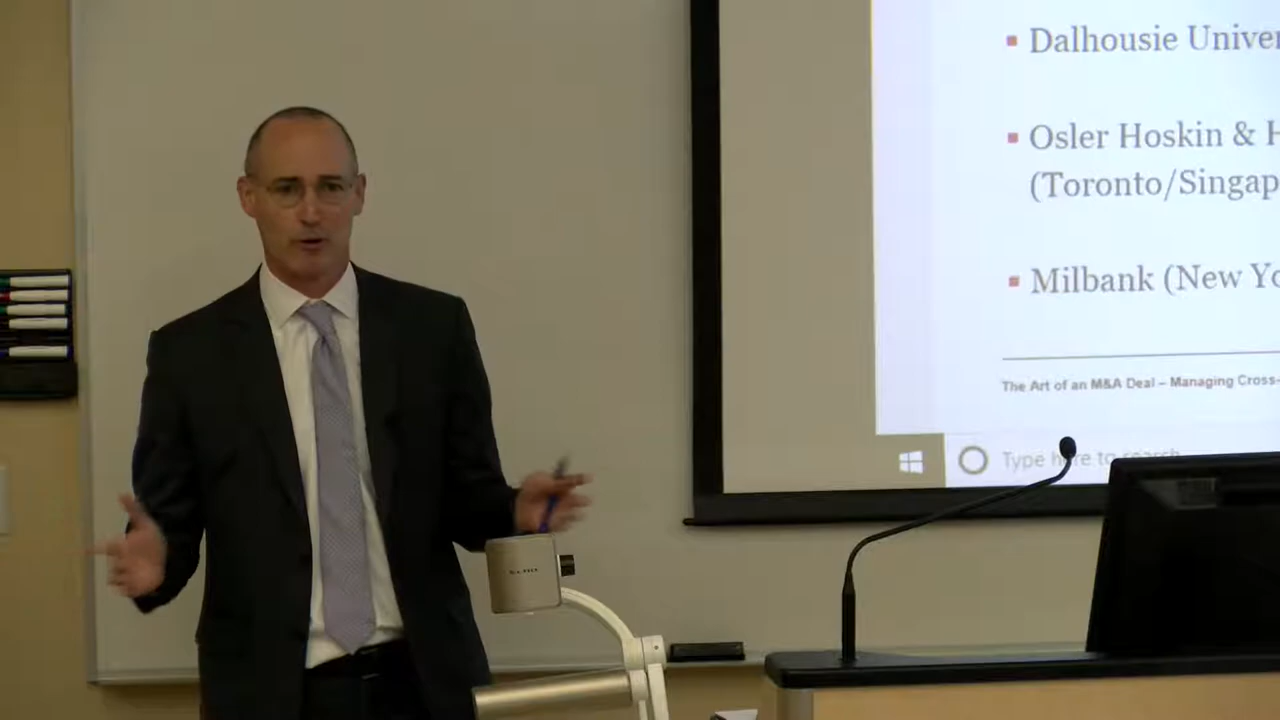 Dalhousie Univer
Osler Hoskin & H
(Toronto/Singap
Milbank (New Yo
The Art of an M&A Deal – Managing Cross-
Type here to search
ELMO